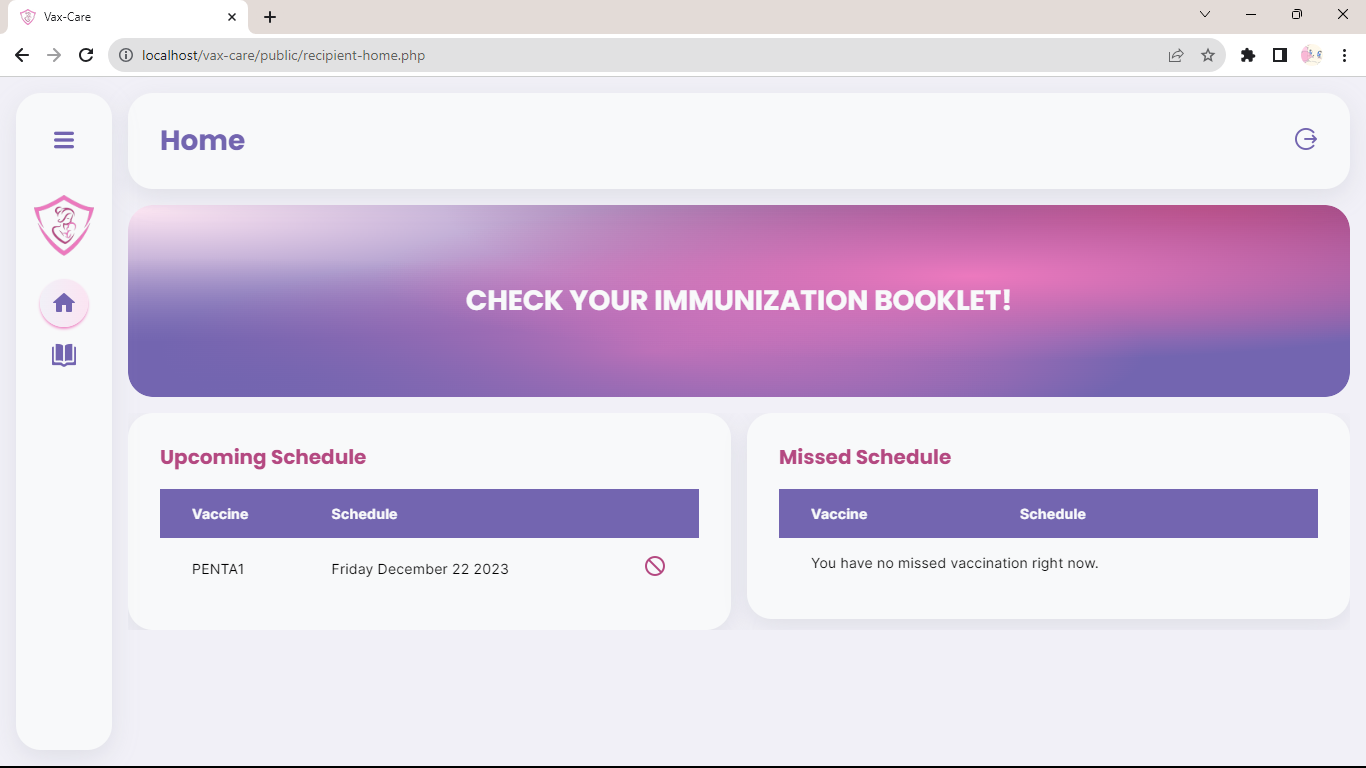 Vax-Care
localhost/vax-care/public/recipient-home.php
Home
CHECK YOUR IMMUNIZATION BOOKLET!
Upcoming Schedule
Vaccine Schedule
PENTA1 Friday December 22 2023
Missed Schedule
Vaccine Schedule
You have no missed vaccination right now.